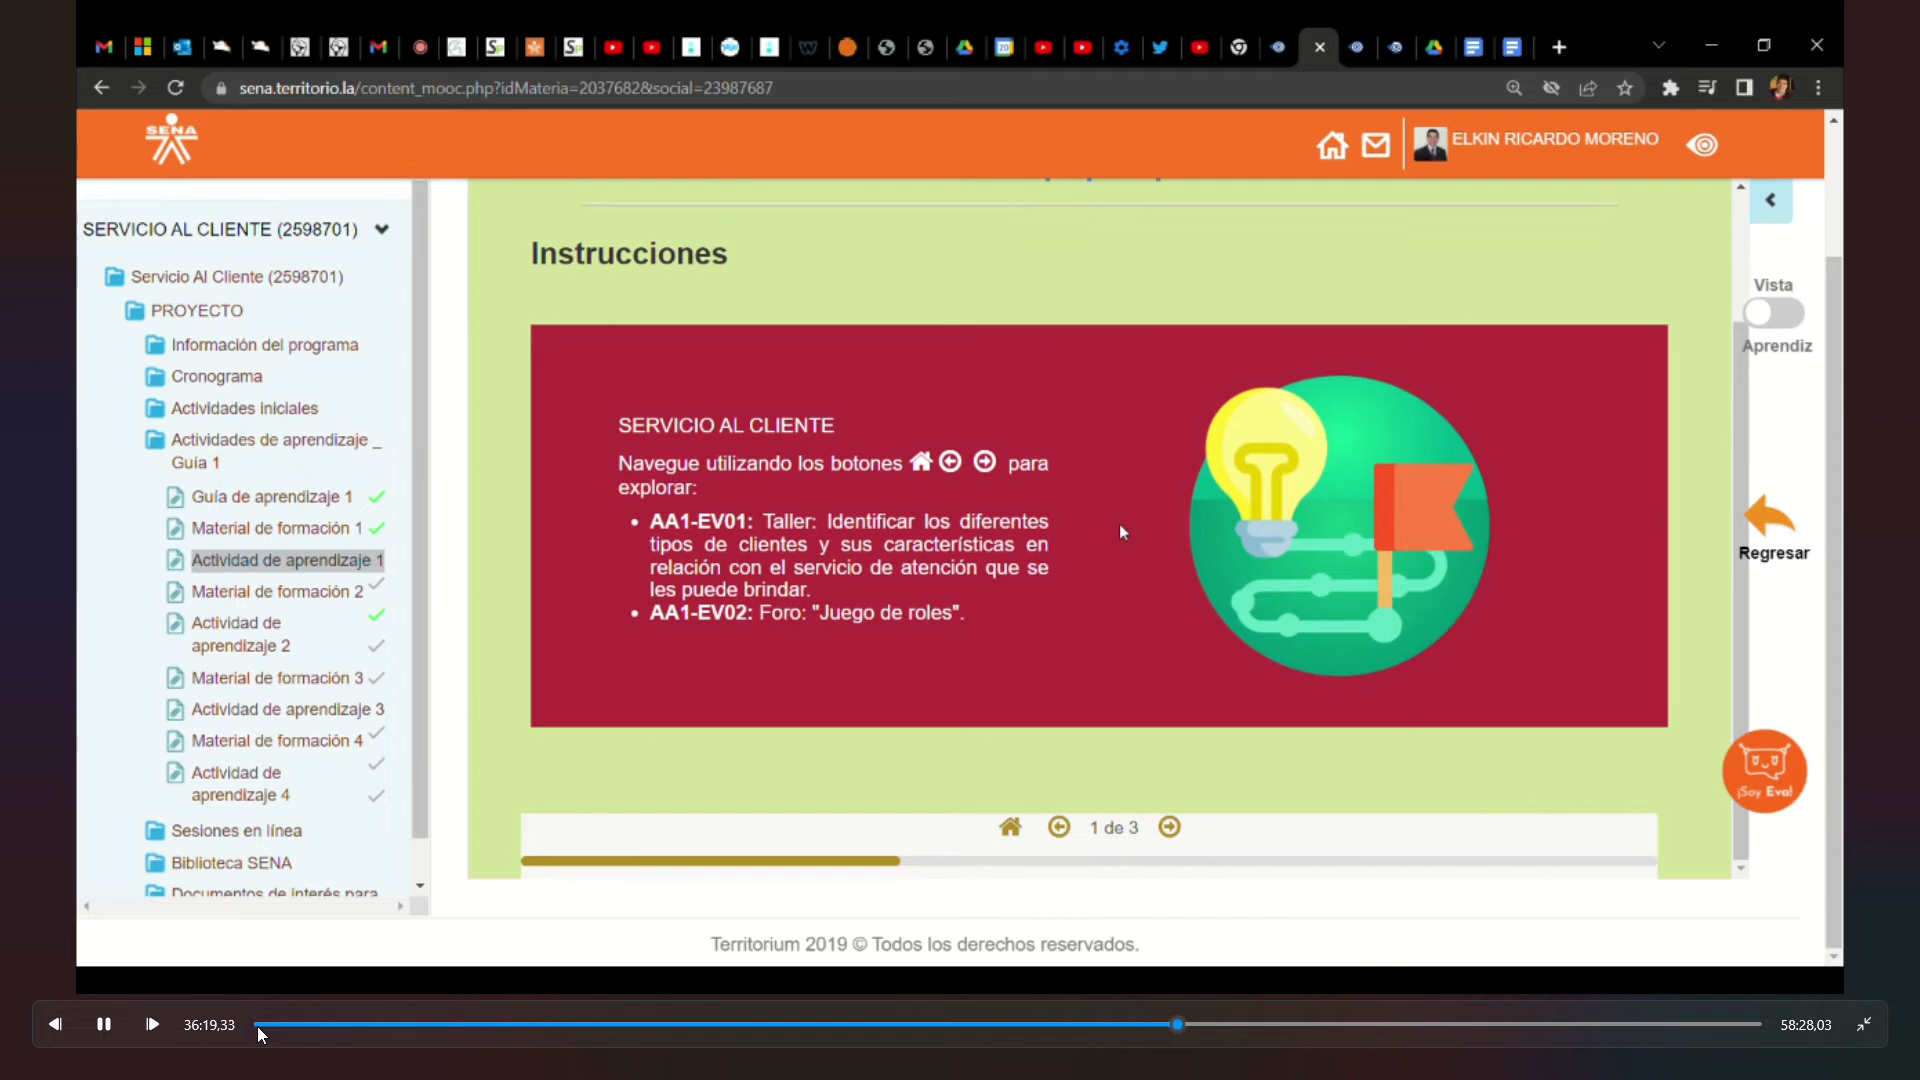 20
sena.territorio.la/content_mooc.php?idMateria=2037682&social=23987687
SENA
ELKIN RICARDO MORENO
SERVICIO AL CLIENTE (2598701)
Servicio Al Cliente (2598701)
PROYECTO
Información del programa
Cronograma
Actividades iniciales
Actividades de aprendizaje _
Guía 1
Guía de aprendizaje 1
Material de formación 1
Actividad de aprendizaje 1
Material de formación 2
Actividad de
aprendizaje 2
Material de formación 3
Actividad de aprendizaje 3
Material de formación 4
Actividad de
aprendizaje 4
Sesiones en línea
Biblioteca SENA
Documentos de interés para
Instrucciones
SERVICIO AL CLIENTE
Navegue utilizando los botones para
explorar:
• AA1-EV01: Taller: Identificar los diferentes
tipos de clientes y sus características en
relación con el servicio de atención que se
les puede brindar.
• AA1-EV02: Foro: "Juego de roles".
1 de 3
Vista
Aprendiz
Regresar
¡Soy Eva!
Territorium 2019 © Todos los derechos reservados.
36:19,33
58:28,03